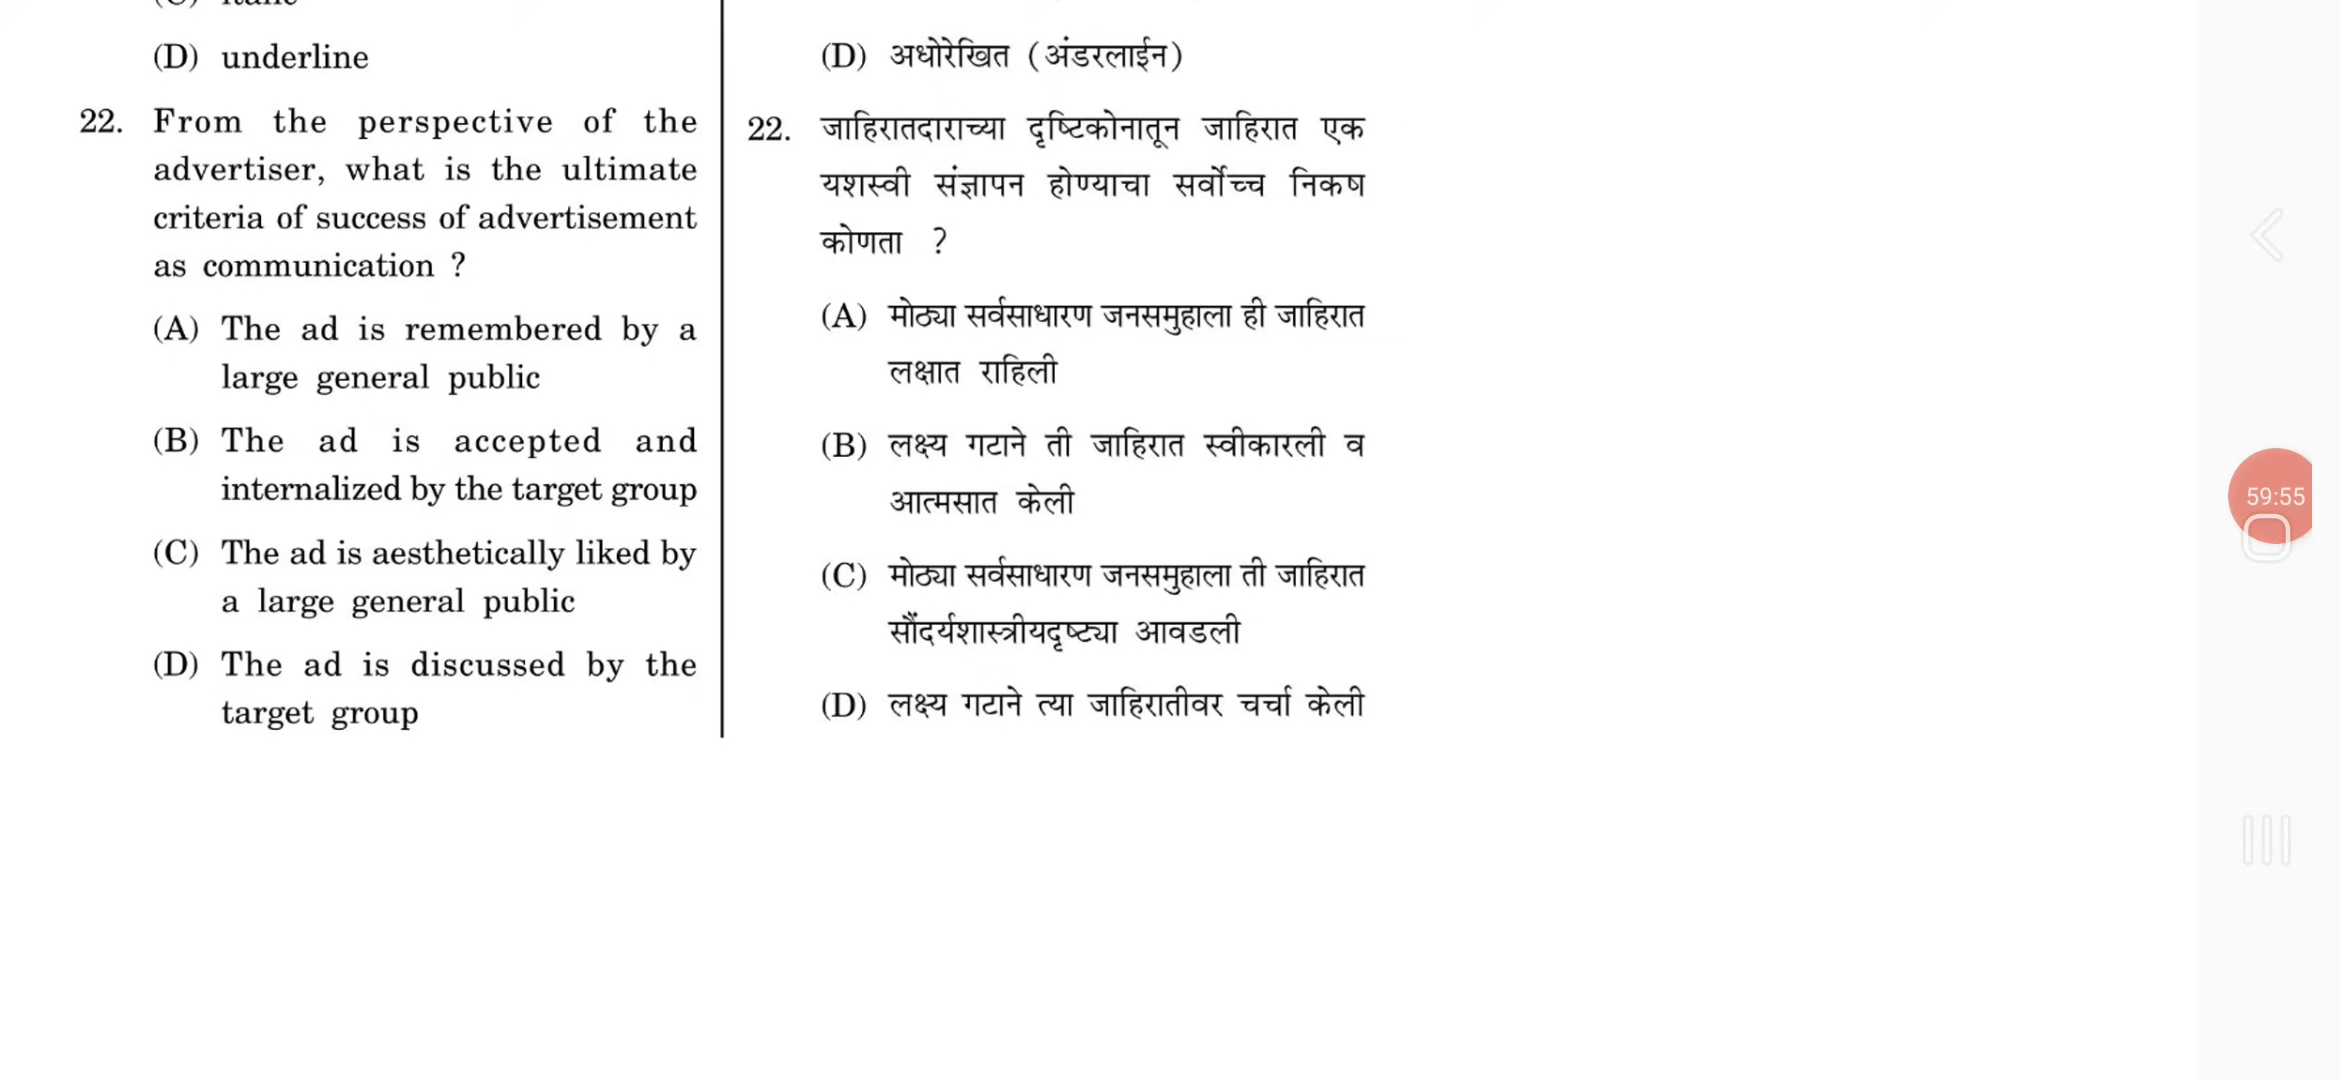 (D) underline
22. From the perspective of the
advertiser, what is the ultimate
criteria of success of advertisement
as communication ?
(A) The ad is remembered by a
large general public
(B) The ad is accepted and
internalized by the target group
(C) The ad is aesthetically liked by
a large general public
(D) The ad is discussed by the
target group
(D) अधोरेखित (अंडरलाईन)
22. जाहिरातदाराच्या दृष्टिकोनातून जाहिरात एक
यशस्वी संज्ञापन होण्याचा सर्वोच्च निकष
कोणता ?
(A) मोठ्या सर्वसाधारण जनसमुहाला ही जाहिरात
लक्षात राहिली
(B) लक्ष्य गटाने ती जाहिरात स्वीकारली व
आत्मसात केली
(C) मोठ्या सर्वसाधारण जनसमुहाला ती जाहिरात
सौंदर्यशास्त्रीयदृष्ट्या आवडली
(D) लक्ष्य गटाने त्या जाहिरातीवर चर्चा केली
59:55